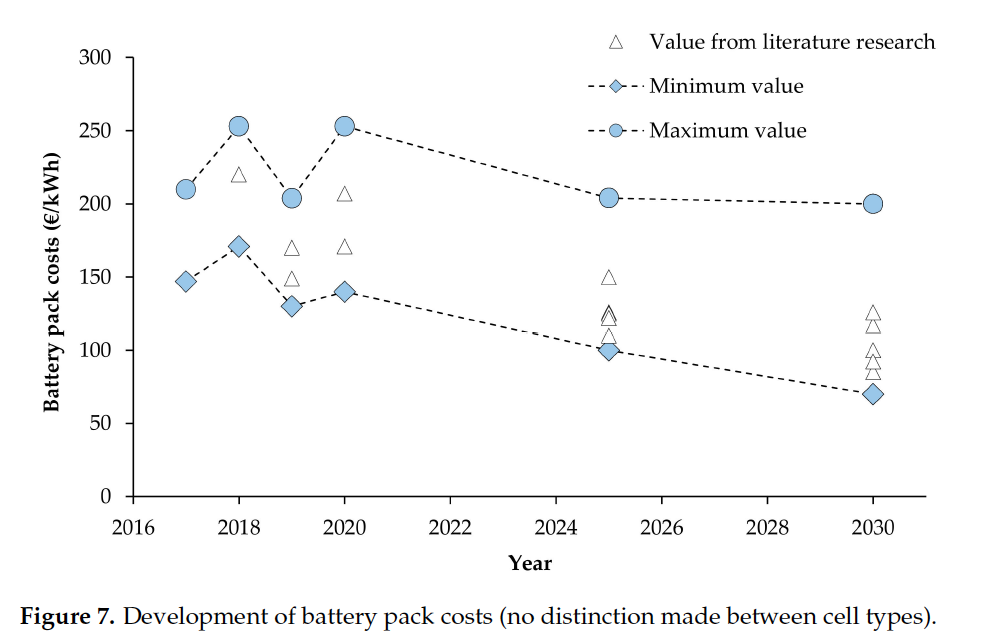 Value from literature research
Minimum value
Maximum value
300
250
200
150
100
50
0
Battery pack costs (€/kWh)
2016 2018 2020 2022 2024 2026 2028 2030
Year
Figure 7. Development of battery pack costs (no distinction made between cell types).